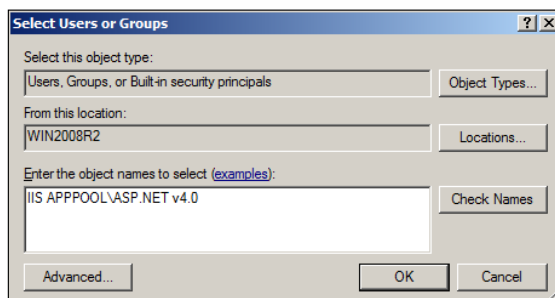 Select Users or Groups
Select this object type:
Users, Groups, or Built-in security principals
Object Types...
From this location:
WIN2008R2
Locations...
Enter the object names to select (examples):
IIS APPPOOL\ASP.NET v4.0
Check Names
Advanced...
OK
Cancel